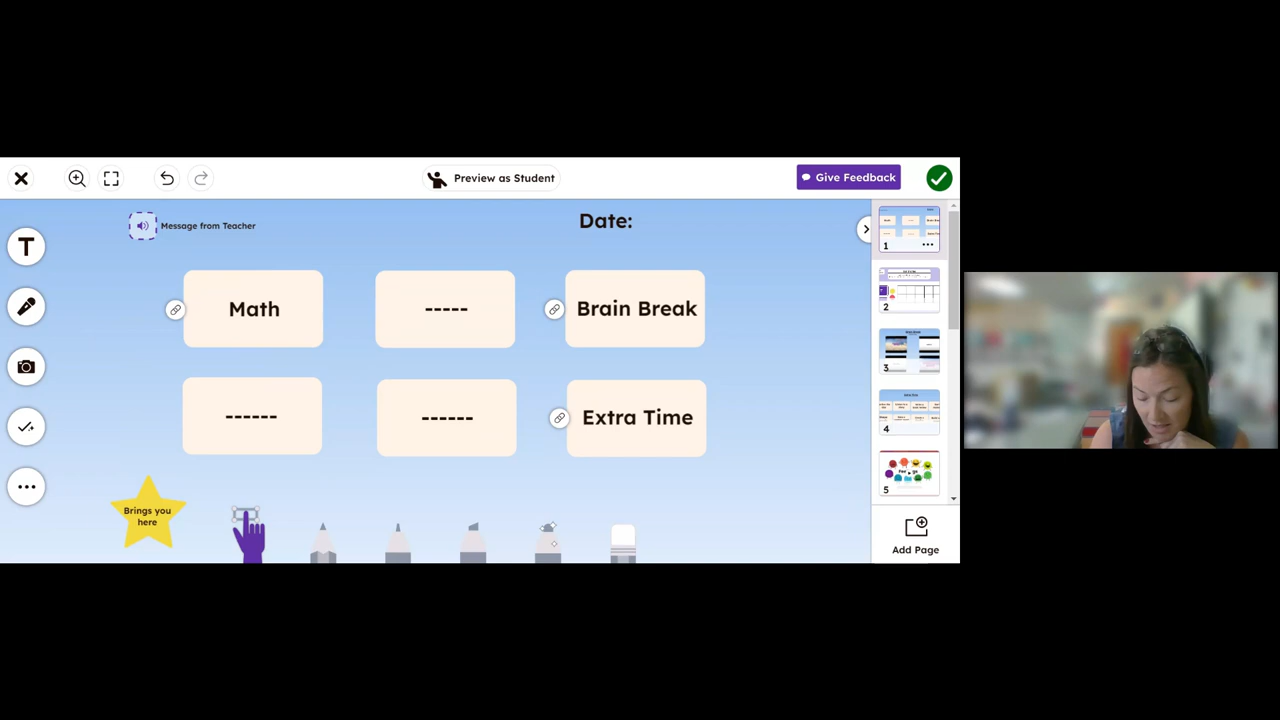 Preview as Student
Give Feedback
T
Message from Teacher
Date:
Math
-----
Brain Break
------
------
Extra Time
Brings you
here
1
2
3
4
5
Add Page